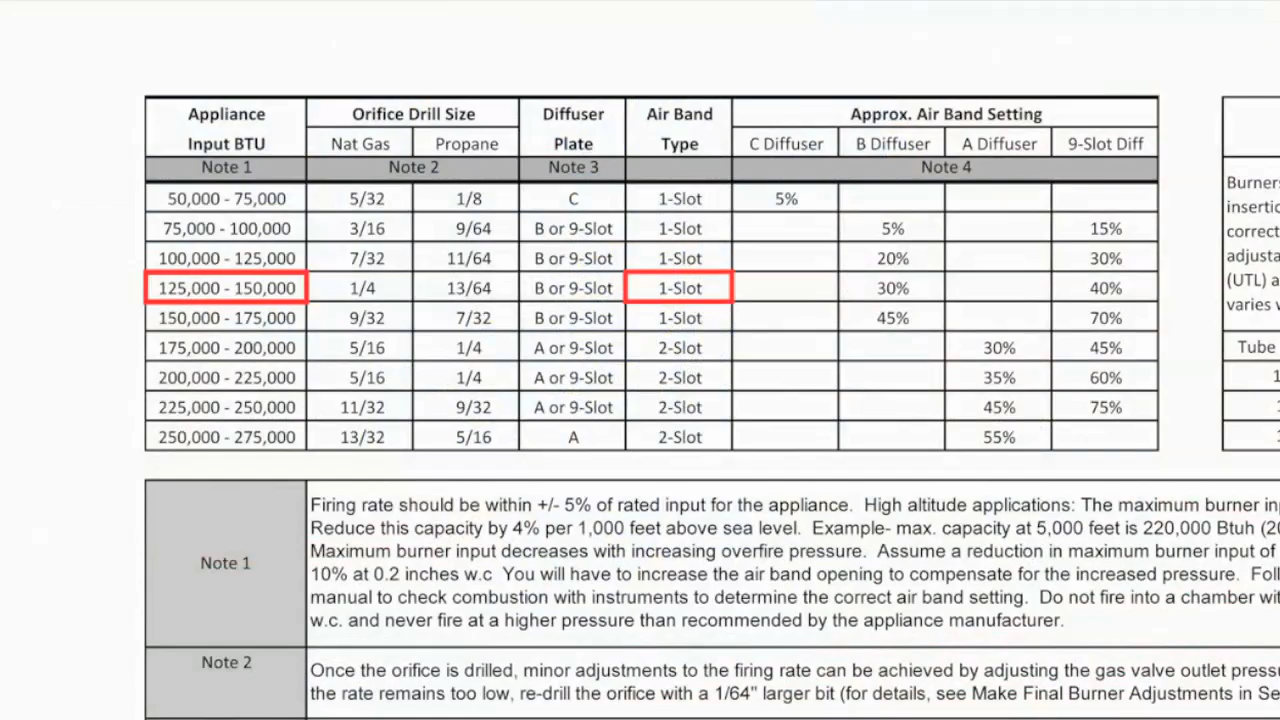 Appliance Orifice Drill Size Diffuser Air Band Approx. Air Band Setting
Input BTU Nat Gas Propane Plate Type C Diffuser B Diffuser A Diffuser 9-Slot Diff
Note 1 Note 2 Note 3 Note 4
50,000 - 75,000 5/32 1/8 C 1-Slot 5%
75,000 - 100,000 3/16 9/64 B or 9-Slot 1-Slot 5% 15%
100,000 - 125,000 7/32 11/64 B or 9-Slot 1-Slot 20% 30%
125,000 - 150,000 1/4 13/64 B or 9-Slot 1-Slot 30% 40%
150,000 - 175,000 9/32 7/32 B or 9-Slot 1-Slot 45% 70%
175,000 - 200,000 5/16 1/4 A or 9-Slot 2-Slot 30% 45%
200,000 - 225,000 5/16 1/4 A or 9-Slot 2-Slot 35% 60%
225,000 - 250,000 11/32 9/32 A or 9-Slot 2-Slot 45% 75%
250,000 - 275,000 13/32 5/16 A 2-Slot 55%
Burners
insertio
correct
adjusta
(UTL) a
varies v
Tube
1
Note 1
Firing rate should be within +/- 5% of rated input for the appliance. High altitude applications: The maximum burner in
Reduce this capacity by 4% per 1,000 feet above sea level. Example- max. capacity at 5,000 feet is 220,000 Btuh (2
Maximum burner input decreases with increasing overfire pressure. Assume a reduction in maximum burner input of
10% at 0.2 inches w.c You will have to increase the air band opening to compensate for the increased pressure. Foll
manual to check combustion with instruments to determine the correct air band setting. Do not fire into a chamber wit
w.c. and never fire at a higher pressure than recommended by the appliance manufacturer.
Note 2
Once the orifice is drilled, minor adjustments to the firing rate can be achieved by adjusting the gas valve outlet press
the rate remains too low, re-drill the orifice with a 1/64" larger bit (for details, see Make Final Burner Adjustments in Se